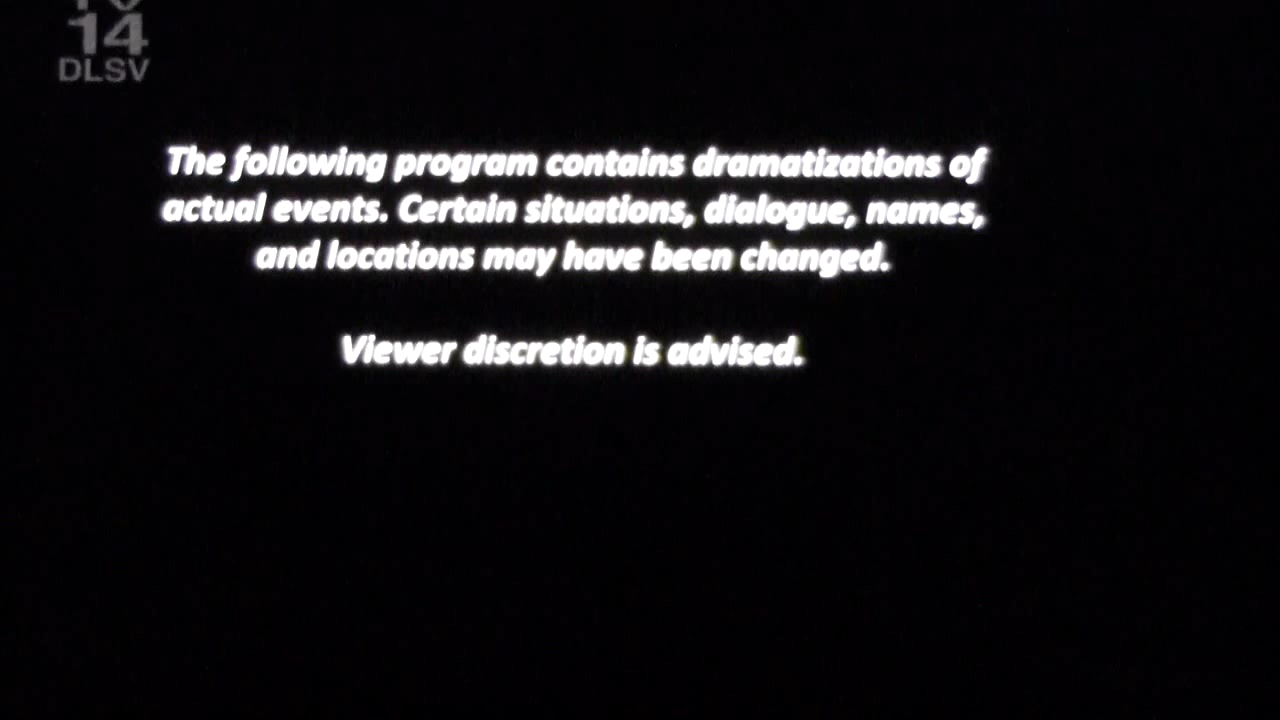 TV
14
DLSV
The following program contains dramatizations of
actual events. Certain situations, dialogue, names,
and locations may have been changed.
Viewer discretion is advised.